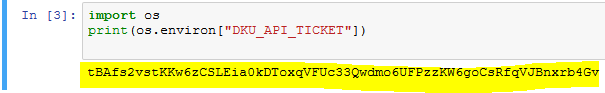 In [3]: import os
print(os.environ["DKU_API_TICKET"])
tBAfs2vstKKw6zCSLEia0kDToxqVFUc33Qwdmo6UFPzzKW6goCsRfqVJBnxrb4Gv